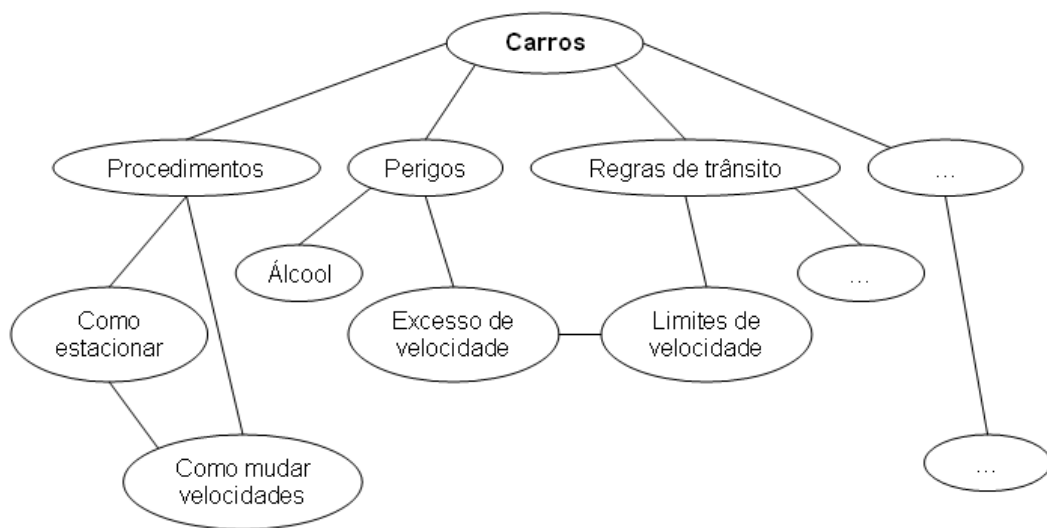 Carros
Procedimentos
Perigos
Regras de trânsito
…
Álcool
…
Como
estacionar
Excesso de
velocidade
Limites de
velocidade
Como mudar
velocidades
…